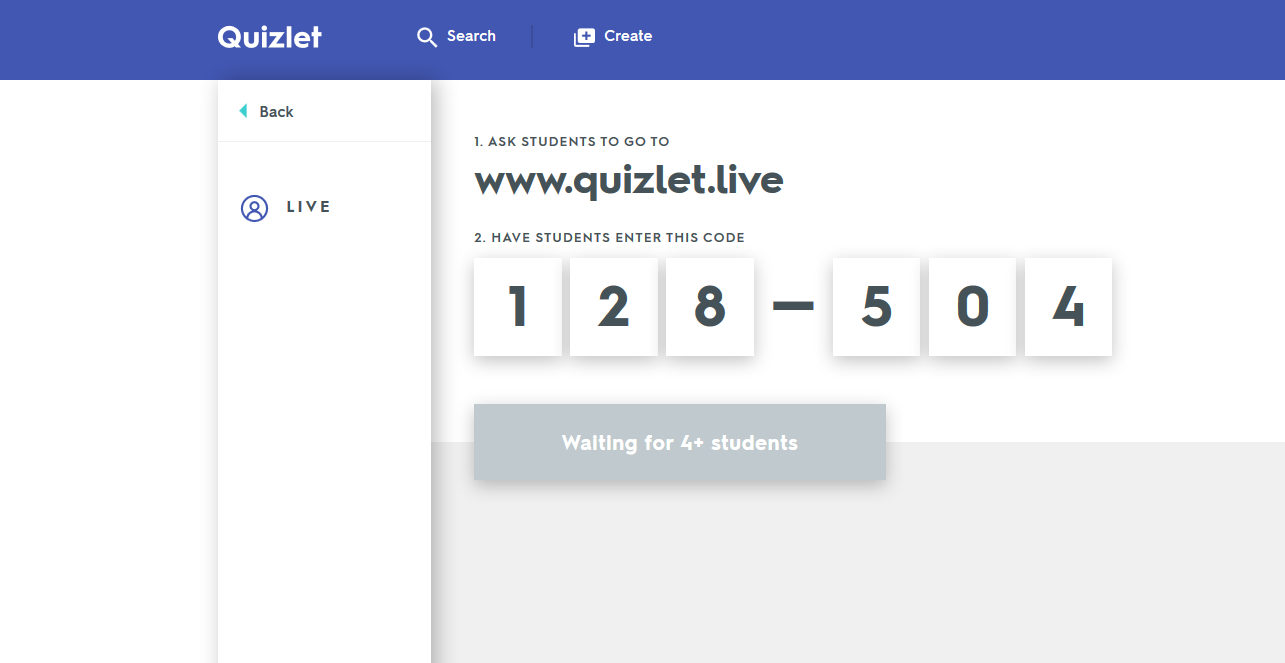 Quizlet
Search
Create
Back
LIVE
1. ASK STUDENTS TO GO TO
www.quizlet.live
2. HAVE STUDENTS ENTER THIS CODE
1 2 8 – 5 0 4
Waiting for 4+ students